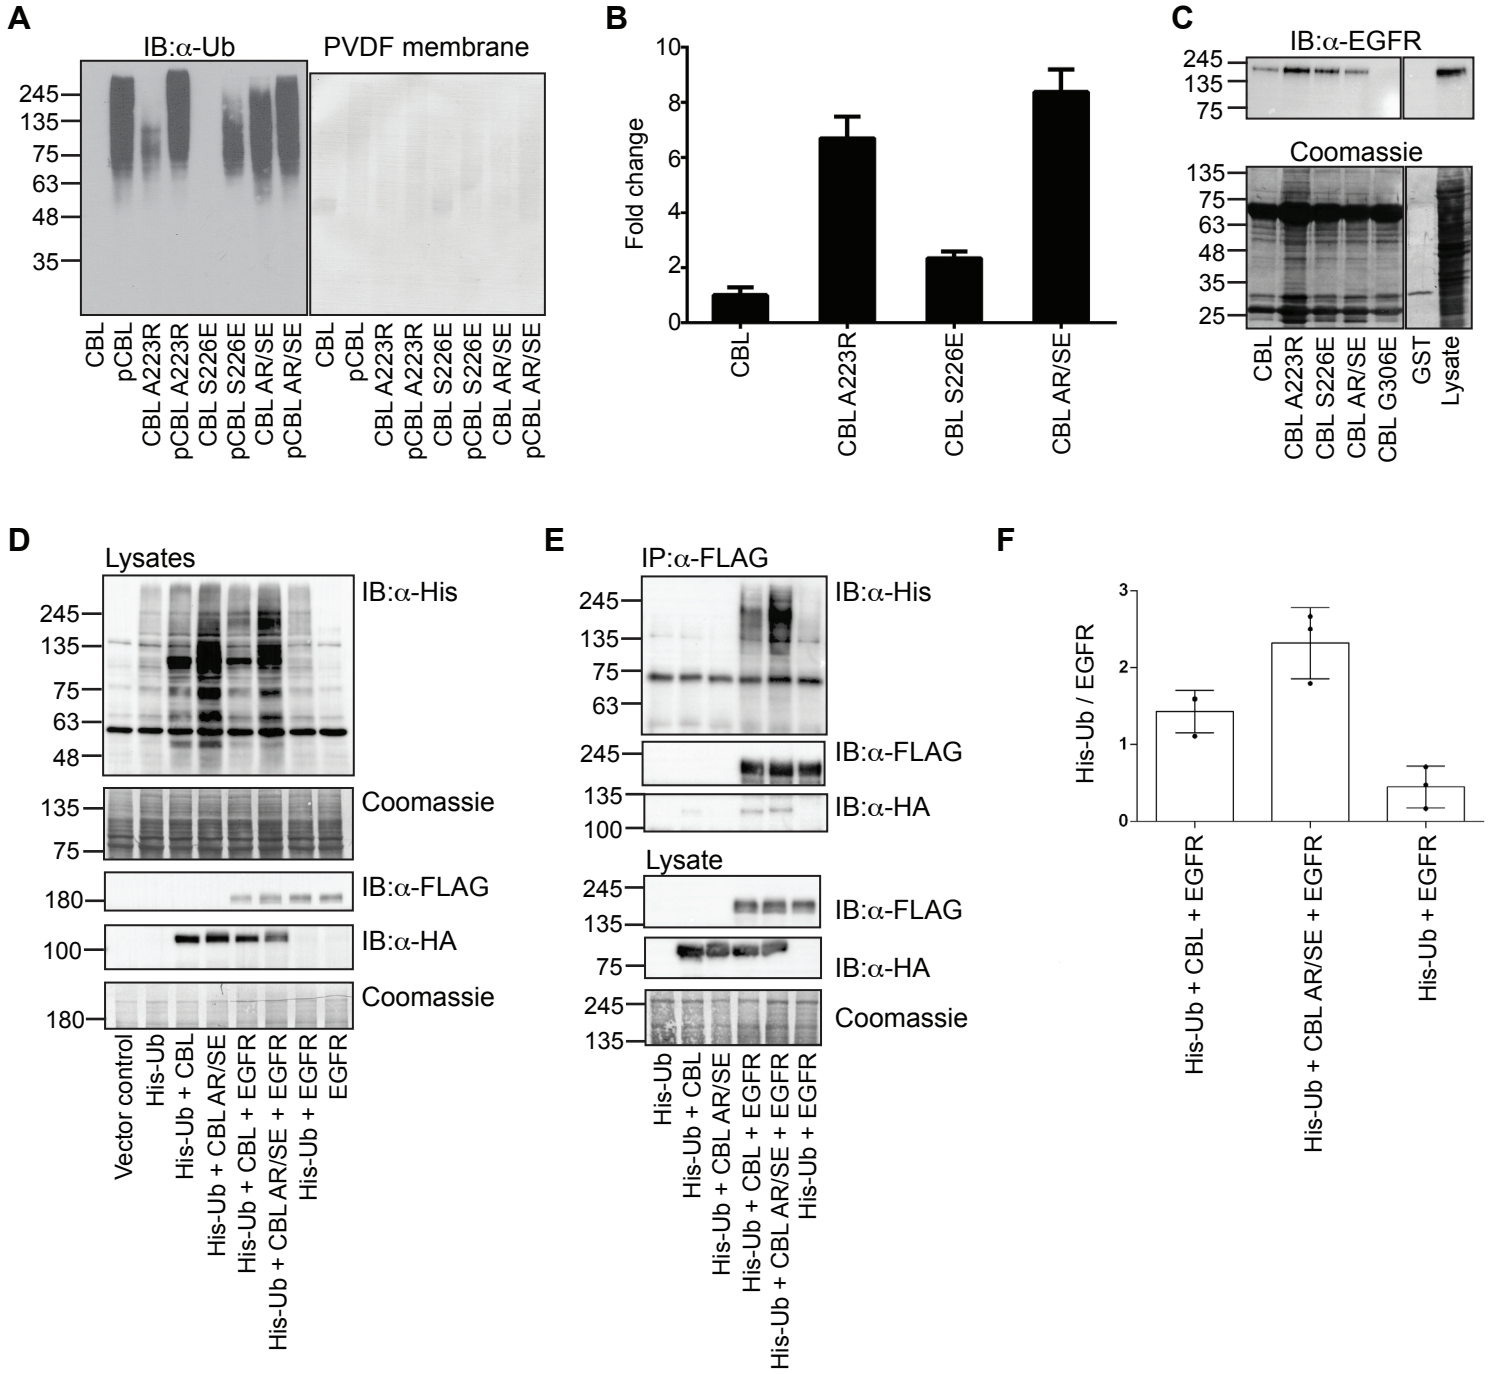 A
IB:α-Ub
PVDF membrane
245
135
75
63
48
35
CBL
pCBL
CBL A223R
pCBL A223R
CBL S226E
pCBL S226E
CBL AR/SE
pCBL AR/SE
CBL
pCBL
CBL A223R
pCBL A223R
CBL S226E
pCBL S226E
CBL AR/SE
pCBL AR/SE
B
Fold change
10
8
6
4
2
0
CBL
CBL A223R
CBL S226E
CBL AR/SE
C
IB:α-EGFR
245
135
75
Coomassie
135
75
63
48
35
25
CBL
CBL A223R
CBL S226E
CBL AR/SE
CBL G306E
GST
Lysate
D
Lysates
IB:α-His
245
135
75
63
48
Coomassie
135
75
IB:α-FLAG
180
IB:α-HA
100
Coomassie
180
Vector control
His-Ub
His-Ub + CBL
His-Ub + CBL AR/SE
His-Ub + CBL + EGFR
His-Ub + CBL AR/SE + EGFR
His-Ub + EGFR
EGFR
E
IP:α-FLAG
IB:α-His
245
135
75
63
IB:α-FLAG
245
IB:α-HA
135
100
Lysate
245
IB:α-FLAG
135
IB:α-HA
75
245
Coomassie
135
His-Ub
His-Ub + CBL
His-Ub + CBL AR/SE
His-Ub + CBL + EGFR
His-Ub + CBL AR/SE + EGFR
His-Ub + EGFR
F
His-Ub / EGFR
3
2
1
0
His-Ub + CBL + EGFR
His-Ub + CBL AR/SE + EGFR
His-Ub + EGFR